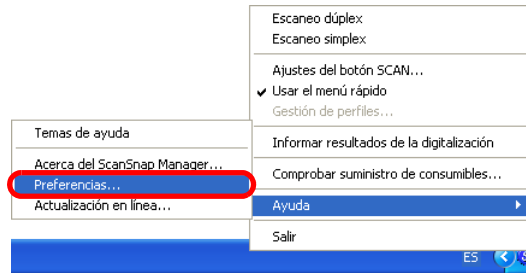 Escaneo dúplex
Escaneo simplex
Ajustes del botón SCAN...
Usar el menú rápido
Gestión de perfiles...
Informar resultados de la digitalización
Comprobar suministro de consumibles...
Ayuda
Salir
Temas de ayuda
Acerca del ScanSnap Manager...
Preferencias...
Actualización en línea...
ES